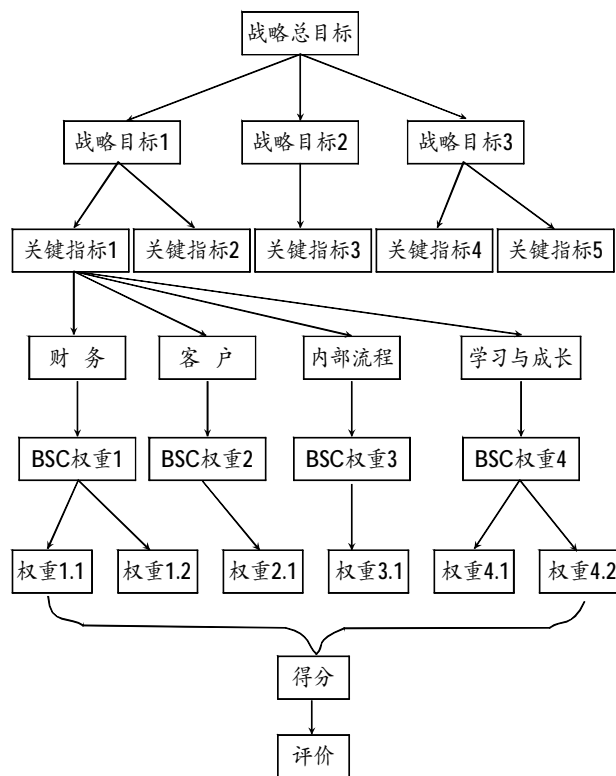 战略总目标
战略目标1 战略目标2 战略目标3
关键指标1 关键指标2 关键指标3 关键指标4 关键指标5
财 务 客 户 内部流程 学习与成长
BSC权重1 BSC权重2 BSC权重3 BSC权重4
权重1.1 权重1.2 权重2.1 权重3.1 权重4.1 权重4.2
得分
评价